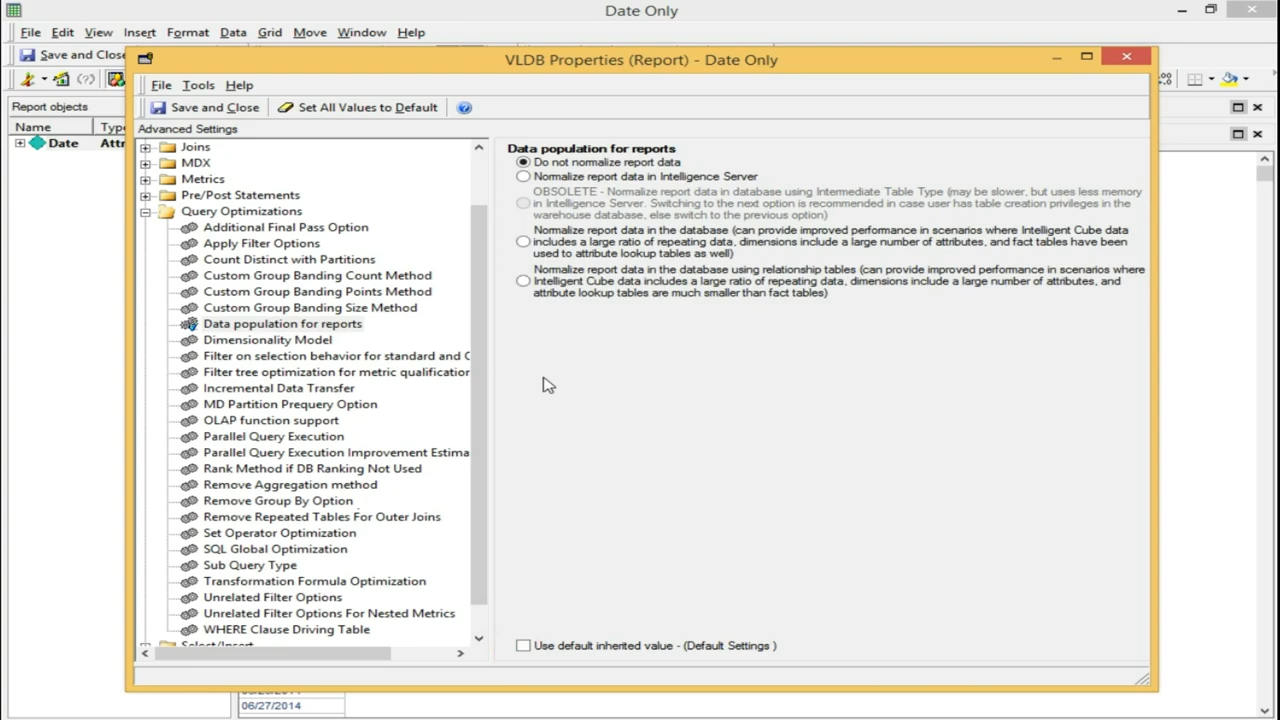 Date Only
File Edit View Insert Format Data Grid Move Window Help
Save and Close
VLDB Properties (Report) - Date Only
File Tools Help
Save and Close Set All Values to Default
Report objects
Name Type
Date Attr
Advanced Settings
Joins
MDX
Metrics
Pre/Post Statements
Query Optimizations
Additional Final Pass Option
Apply Filter Options
Count Distinct with Partitions
Custom Group Banding Count Method
Custom Group Banding Points Method
Custom Group Banding Size Method
Data population for reports
Dimensionality Model
Filter on selection behavior for standard and C
Filter tree optimization for metric qualification
Incremental Data Transfer
MD Partition Prequery Option
OLAP function support
Parallel Query Execution
Parallel Query Execution Improvement Estima
Rank Method if DB Ranking Not Used
Remove Aggregation method
Remove Group By Option
Remove Repeated Tables For Outer Joins
Set Operator Optimization
SQL Global Optimization
Sub Query Type
Transformation Formula Optimization
Unrelated Filter Options
Unrelated Filter Options For Nested Metrics
WHERE Clause Driving Table
Select/Insert
Data population for reports
Do not normalize report data
Normalize report data in Intelligence Server
OBSOLETE - Normalize report data in database using Intermediate Table Type (may be slower, but uses less memory
in Intelligence Server. Switching to the next option is recommended in case user has table creation privileges in the
warehouse database, else switch to the previous option)
Normalize report data in the database (can provide improved performance in scenarios where Intelligent Cube data
includes a large ratio of repeating data, dimensions include a large number of attributes, and fact tables have been
used to attribute lookup tables as well)
Normalize report data in the database using relationship tables (can provide improved performance in scenarios where
Intelligent Cube data includes a large ratio of repeating data, dimensions include a large number of attributes, and
attribute lookup tables are much smaller than fact tables)
Use default inherited value - (Default Settings )
06/27/2014